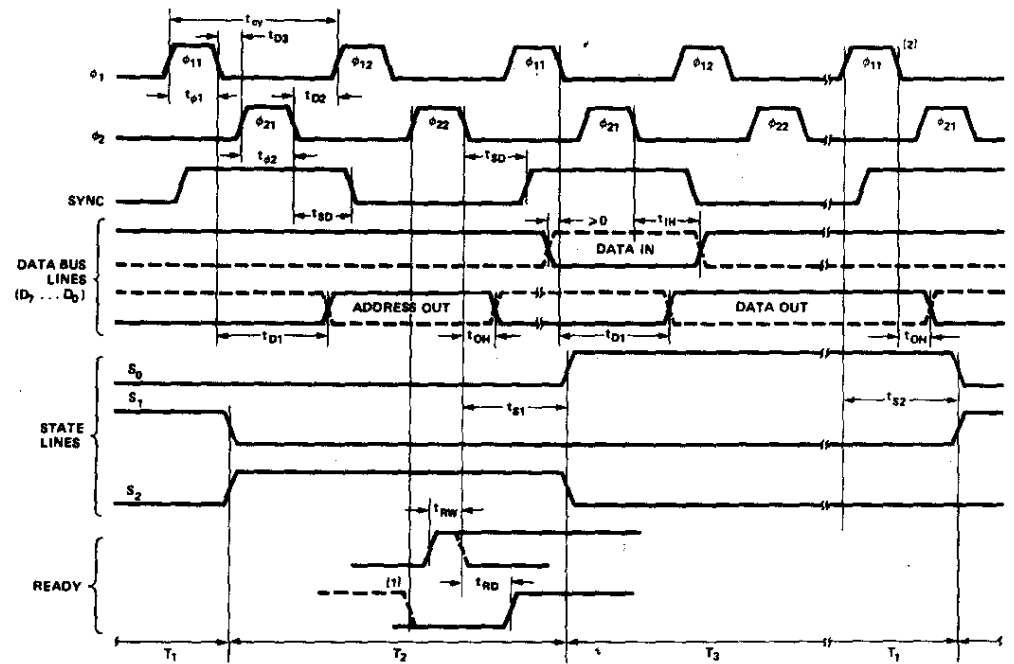 tcy
tD3
ϕ11 ϕ12 ϕ11 ϕ12 ϕ11 (2)
ϕ1
tϕ1 tD2
ϕ21 ϕ22 ϕ21 ϕ22 ϕ21
ϕ2
tϕ2 tSD
SYNC
tSD >0 tIH
DATA BUS LINES (D7 ... D0)
DATA IN
ADDRESS OUT DATA OUT
tD1 tOH tD1 tOH
S0
tS1 tS2
S1
STATE LINES
S2
tRW
READY
(1) tRD
T1 T2 T3 T1